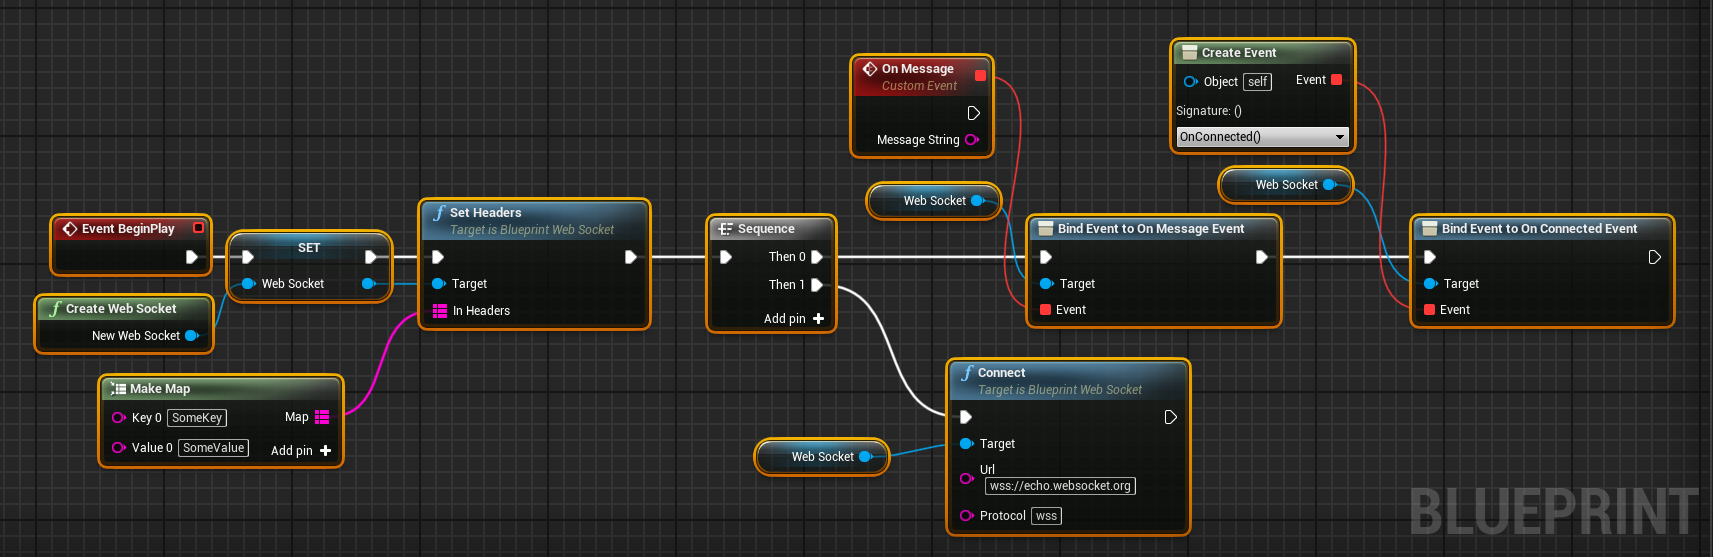 Event BeginPlay
SET
Web Socket
Create Web Socket
New Web Socket
Make Map
Key 0 SomeKey
Map
Value 0 SomeValue
Add pin
Set Headers
Target is Blueprint Web Socket
Target
In Headers
Sequence
Then 0
Then 1
Add pin
On Message
Custom Event
Message String
Web Socket
Bind Event to On Message Event
Target
Event
Create Event
Object self
Event
Signature: ()
OnConnected()
Web Socket
Bind Event to On Connected Event
Target
Event
Web Socket
Connect
Target is Blueprint Web Socket
Target
Url
wss://echo.websocket.org
Protocol wss
BLUEPRINT